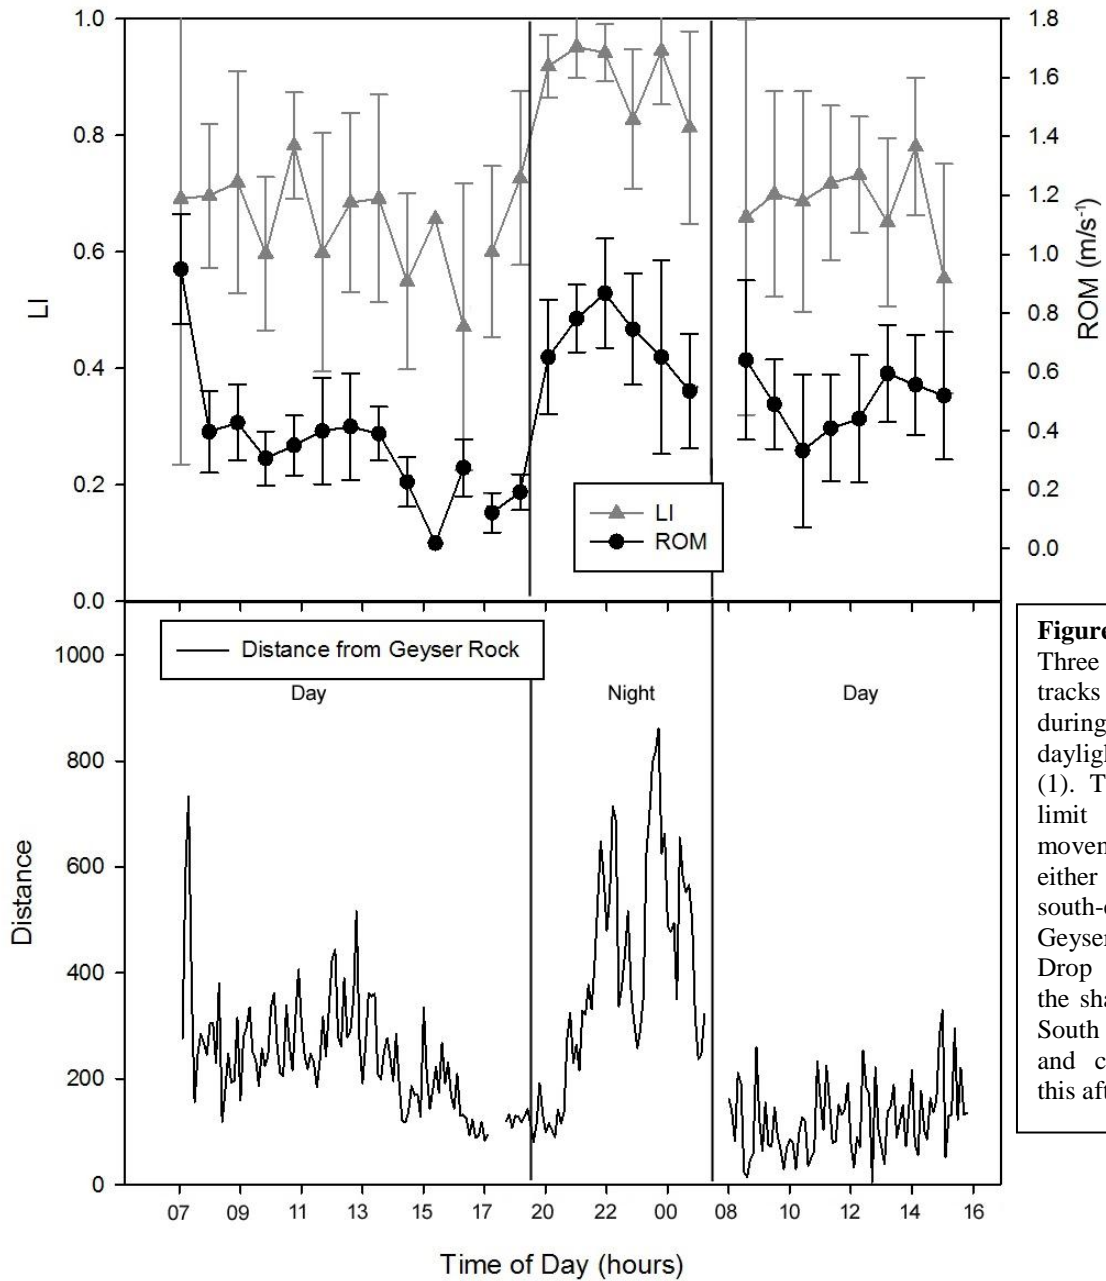 1.0
0.8
0.6
0.4
0.2
0.0
LI
1.8
1.6
1.4
1.2
1.0
0.8
0.6
0.4
0.2
0.0
ROM (m/s⁻¹)
LI
ROM
1000
800
600
400
200
0
Distance
Distance from Geyser Rock
Day
Night
Day
07 09 11 13 15 17 20 22 00 08 10 12 14 16
Time of Day (hours)
Figure
Three
tracks
during
(1). T
limit
either
Geyser
Drop
the sha
South
and c
this aft